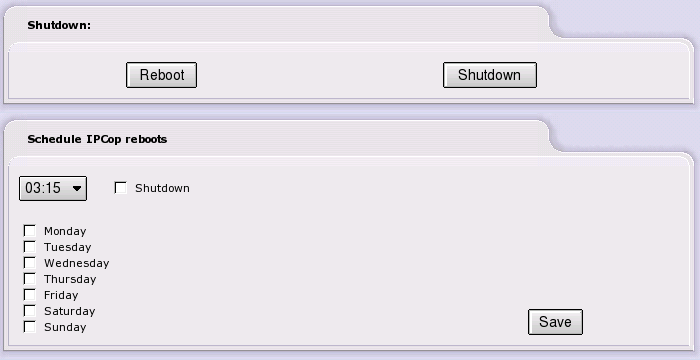 Shutdown:
Reboot Shutdown
Schedule IPCop reboots
03:15 Shutdown
Monday
Tuesday
Wednesday
Thursday
Friday
Saturday
Sunday
Save